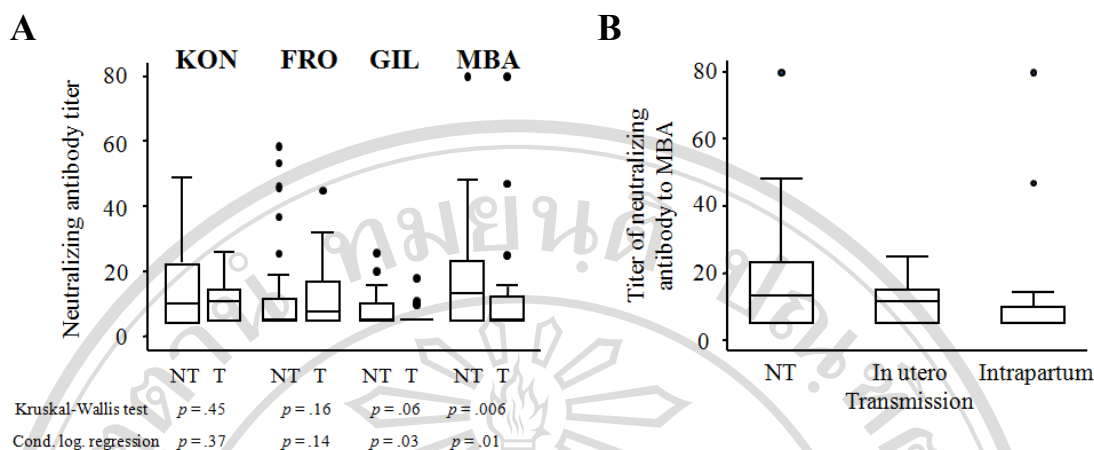 A
KON FRO GIL MBA
Neutralizing antibody titer
80
60
40
20
0
NT T NT T NT T NT T
Kruskal-Wallis test p = .45 p = .16 p = .06 p = .006
Cond. log. regression p = .37 p = .14 p = .03 p = .01
B
Titer of neutralizing
antibody to MBA
80
60
40
20
0
NT In utero Intrapartum
Transmission